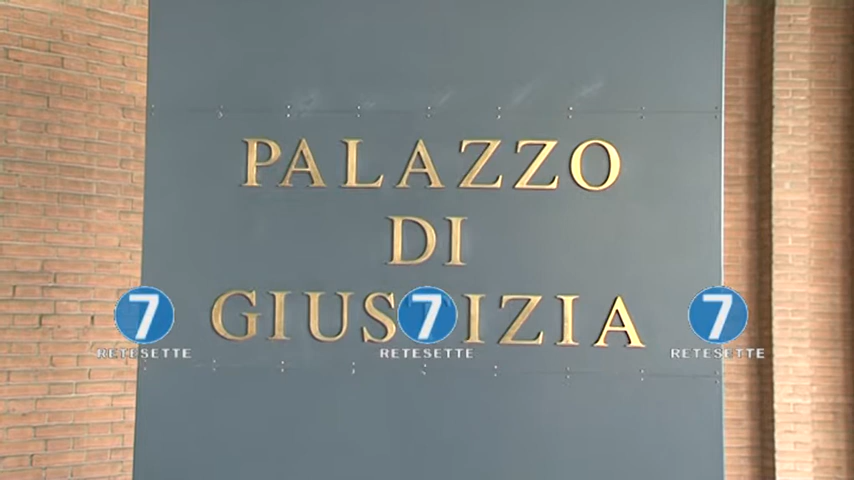 PALAZZO
DI
GIUSTIZIA
7 7 7
RETESETTE RETESETTE RETESETTE